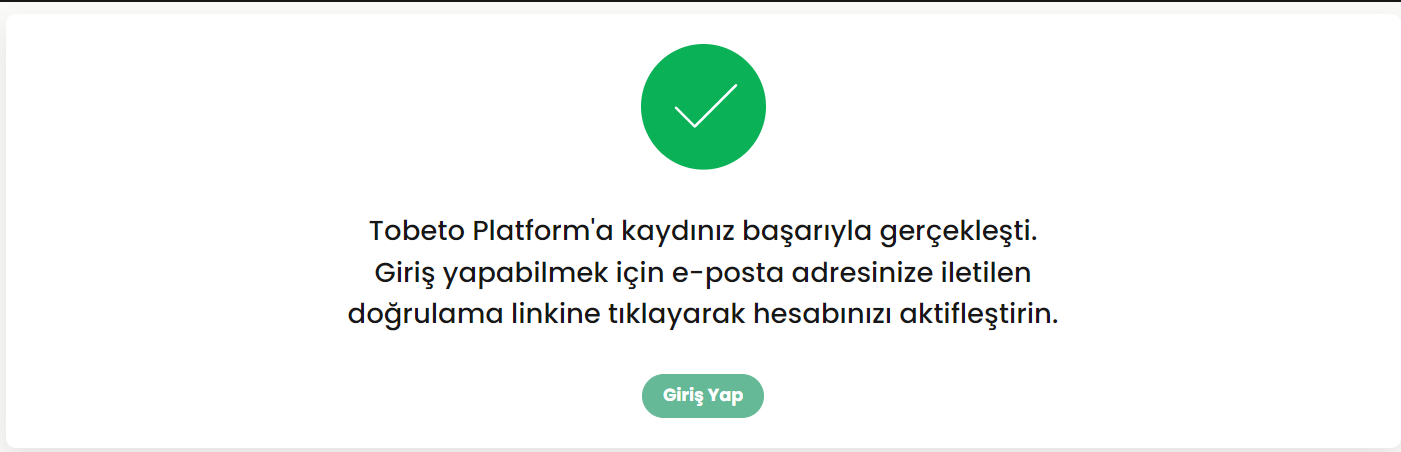 Tobeto Platform'a kaydınız başarıyla gerçekleşti.
Giriş yapabilmek için e-posta adresinize iletilen
doğrulama linkine tıklayarak hesabınızı aktifleştirin.
Giriş Yap